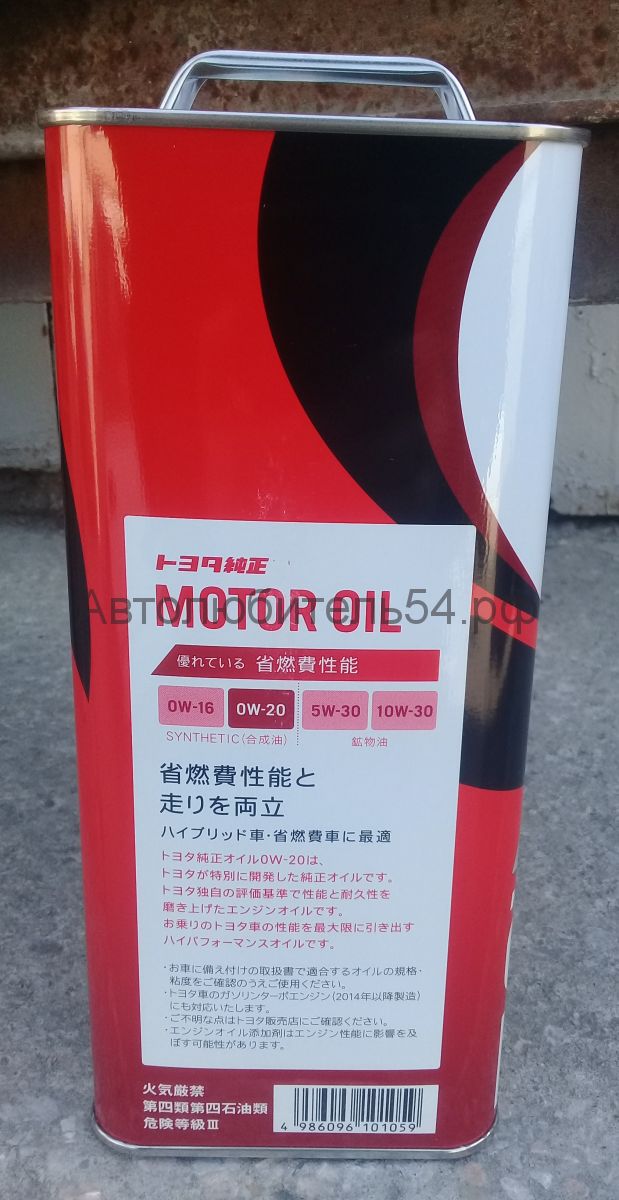 トヨタ純正
MOTOR OIL
Автолюбитель54.рф
優れている 省燃費性能
0W-16 0W-20 5W-30 10W-30
SYNTHETIC(合成油) 鉱物油
省燃費性能と
走りを両立
ハイブリッド車・省燃費車に最適
トヨタ純正オイル0W-20は、
トヨタが特別に開発した純正オイルです。
トヨタ独自の評価基準で性能と耐久性を
磨き上げたエンジンオイルです。
お乗りのトヨタ車の性能を最大限に引き出す
ハイパフォーマンスオイルです。
・お車に備え付けの取扱書で適合するオイルの規格・
粘度をご確認のうえご使用ください。
・トヨタ車のガソリンターボエンジン(2014年以降製造)
にも対応いたします。
・ご不明な点はトヨタ販売店にご確認ください。
・エンジンオイル添加剤はエンジン性能に影響を及
ぼす可能性があります。
火気厳禁
第四類第四石油類
危険等級Ⅲ
4 986096 101059